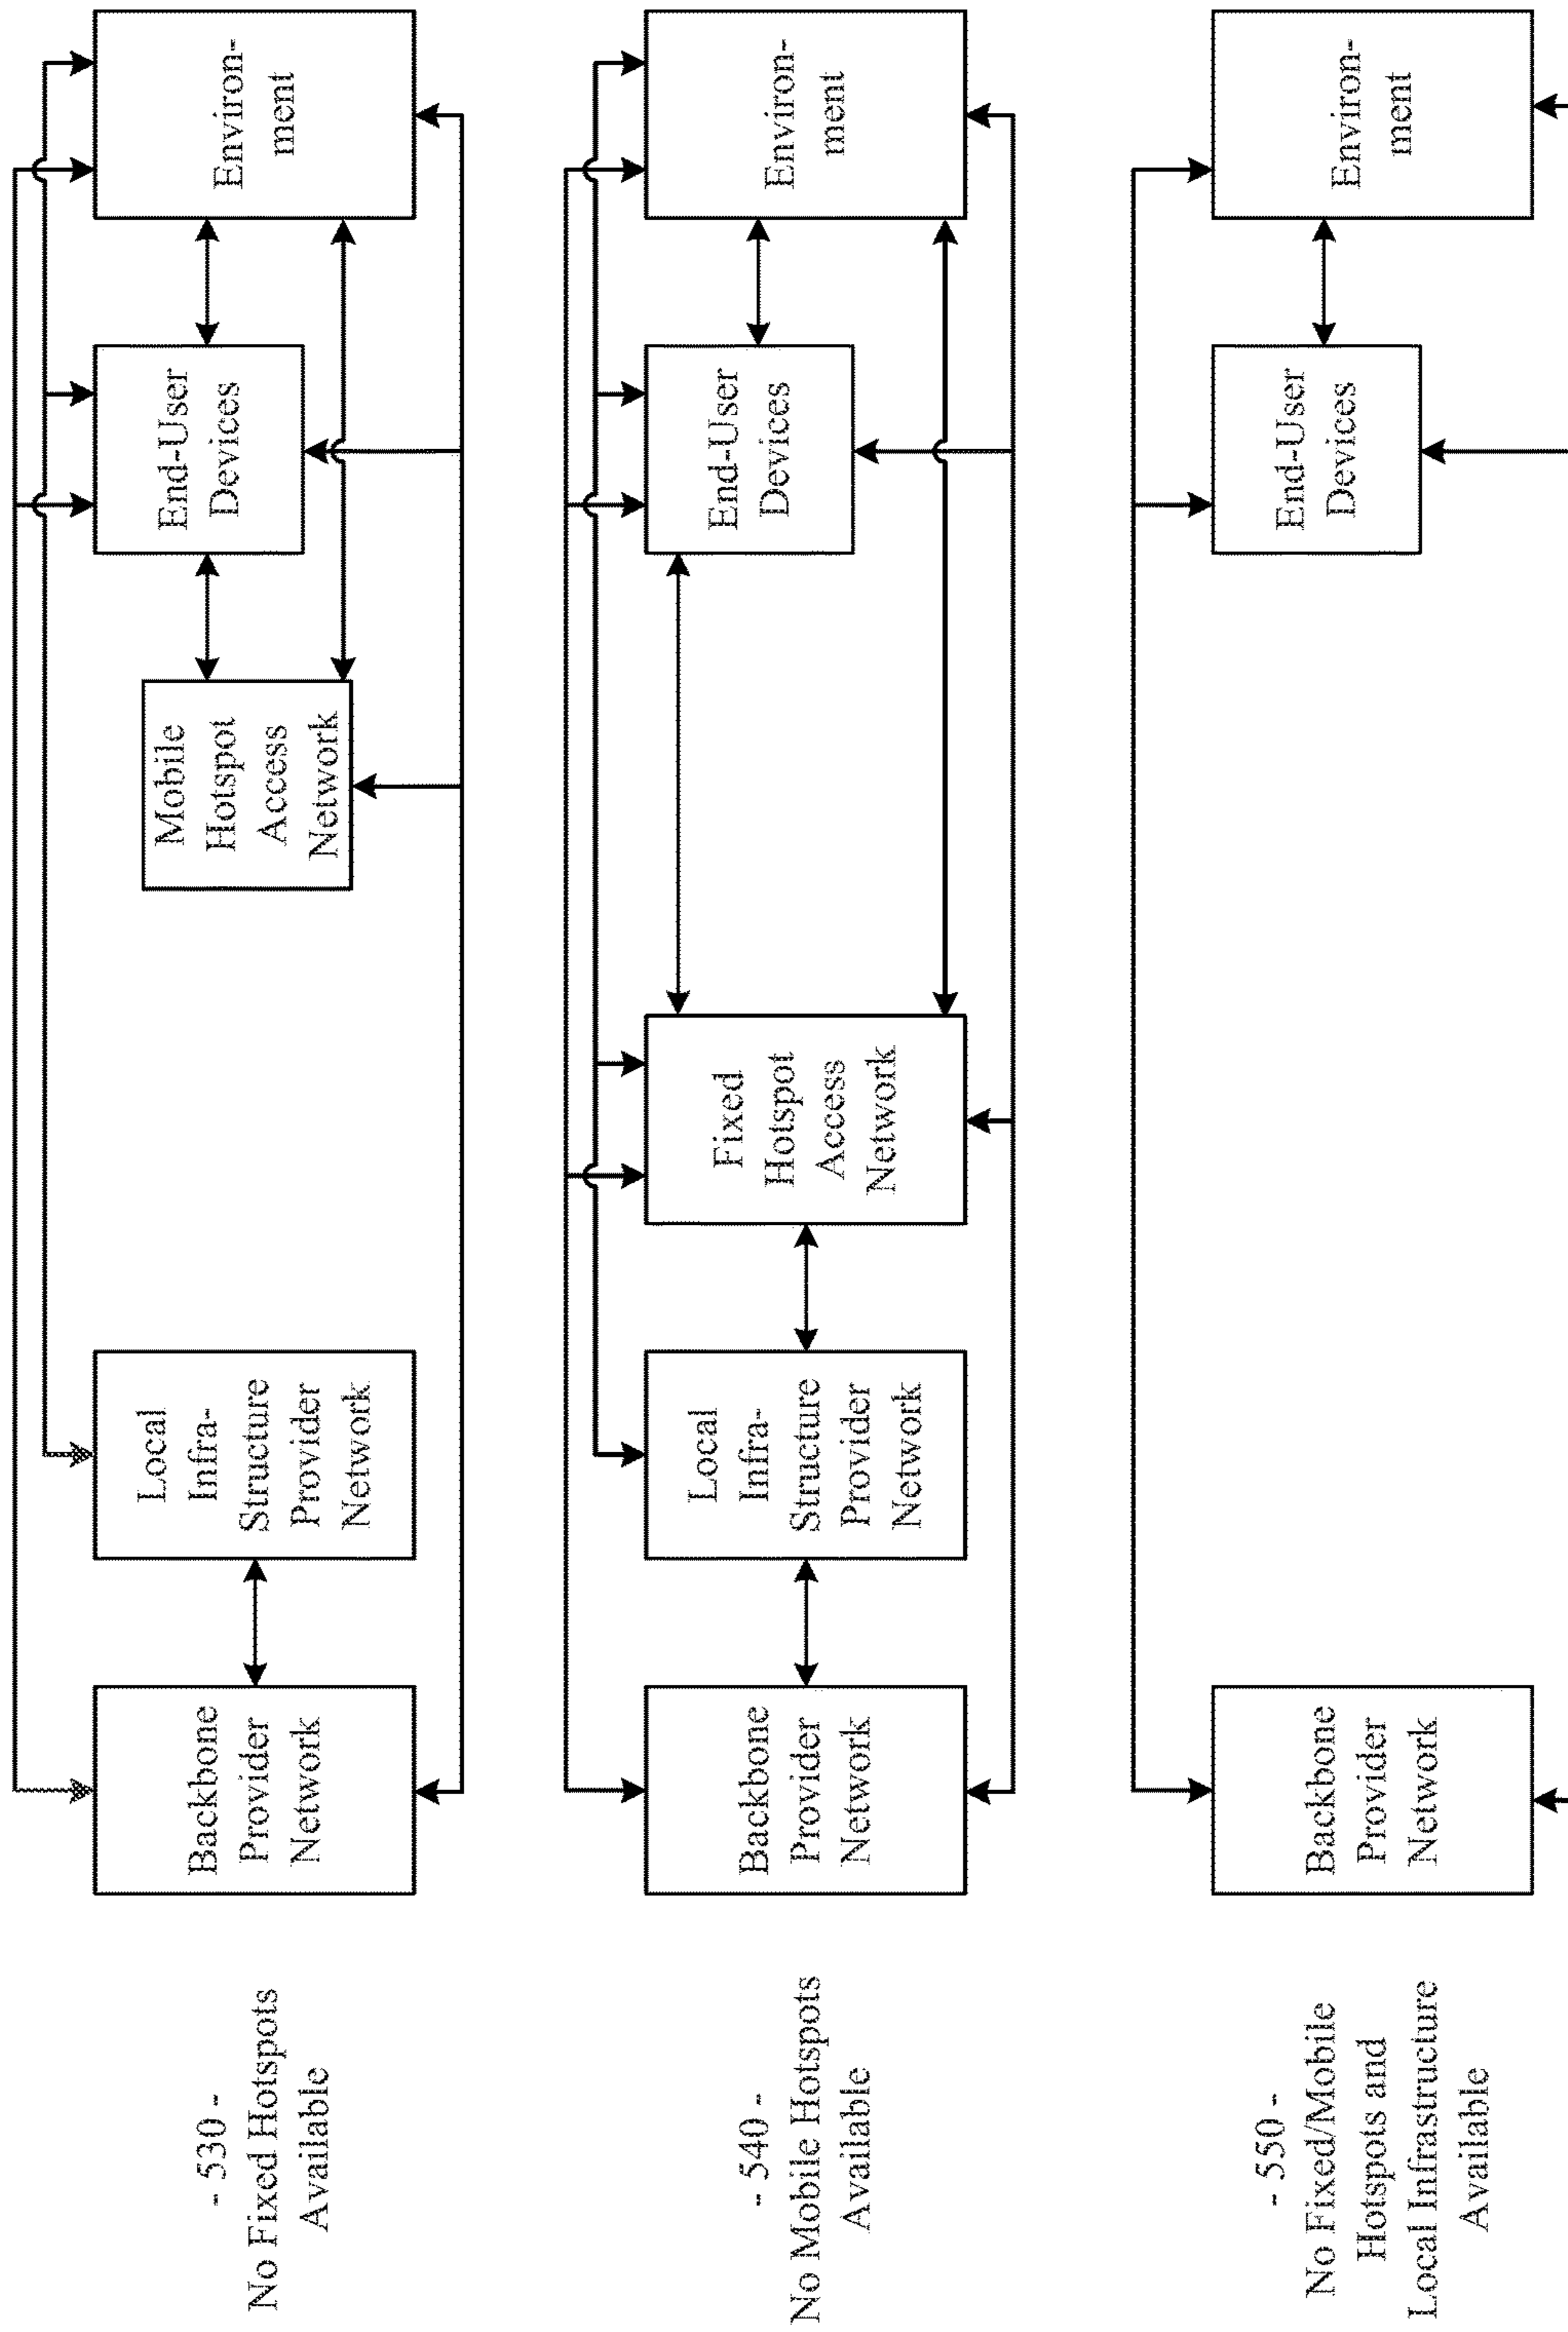 - 530 -
No Fixed Hotspots
Available
Backbone
Provider
Network
Local
Infra-
Structure
Provider
Network
Mobile
Hotspot
Access
Network
End-User
Devices
Environ-
ment
- 540 -
No Mobile Hotspots
Available
Backbone
Provider
Network
Local
Infra-
Structure
Provider
Network
Fixed
Hotspot
Access
Network
End-User
Devices
Environ-
ment
- 550 -
No Fixed/Mobile
Hotspots and
Local Infrastructure
Available
Backbone
Provider
Network
End-User
Devices
Environ-
ment